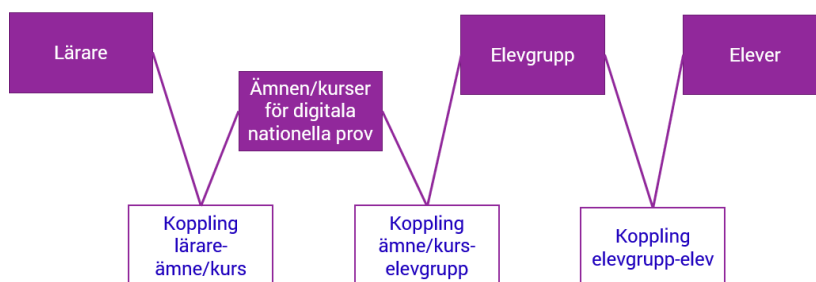 Lärare
Ämnen/kurser
för digitala
nationella prov
Elevgrupp
Elever
Koppling
lärare-
ämne/kurs
Koppling
ämne/kurs-
elevgrupp
Koppling
elevgrupp-elev